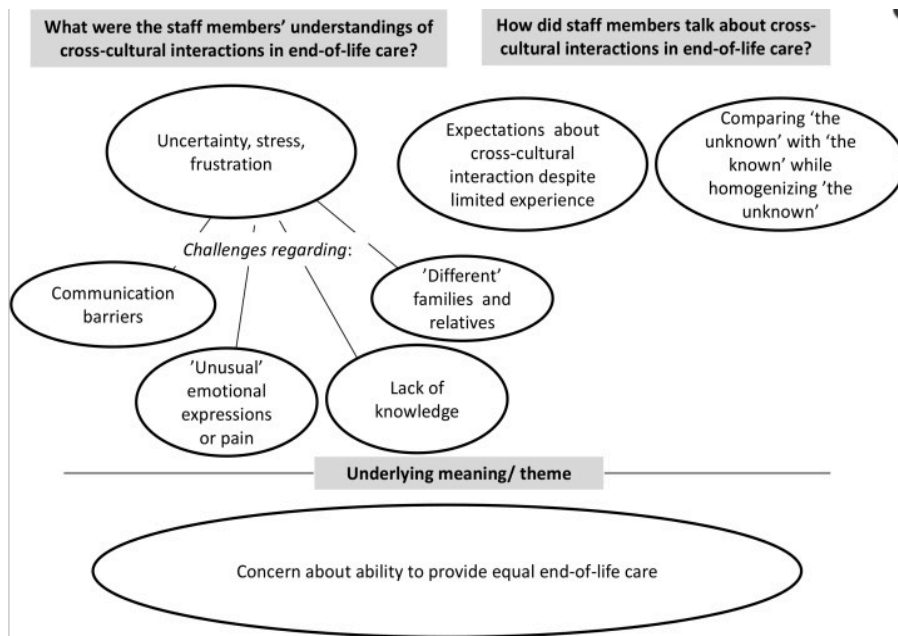 What were the staff members' understandings of
cross-cultural interactions in end-of-life care?
How did staff members talk about cross-
cultural interactions in end-of-life care?
Uncertainty, stress,
frustration
Expectations about
cross-cultural
interaction despite
limited experience
Comparing 'the
unknown' with 'the
known' while
homogenizing 'the
unknown'
Challenges regarding:
Communication
barriers
'Different'
families and
relatives
'Unusual'
emotional
expressions
or pain
Lack of
knowledge
Underlying meaning/ theme
Concern about ability to provide equal end-of-life care